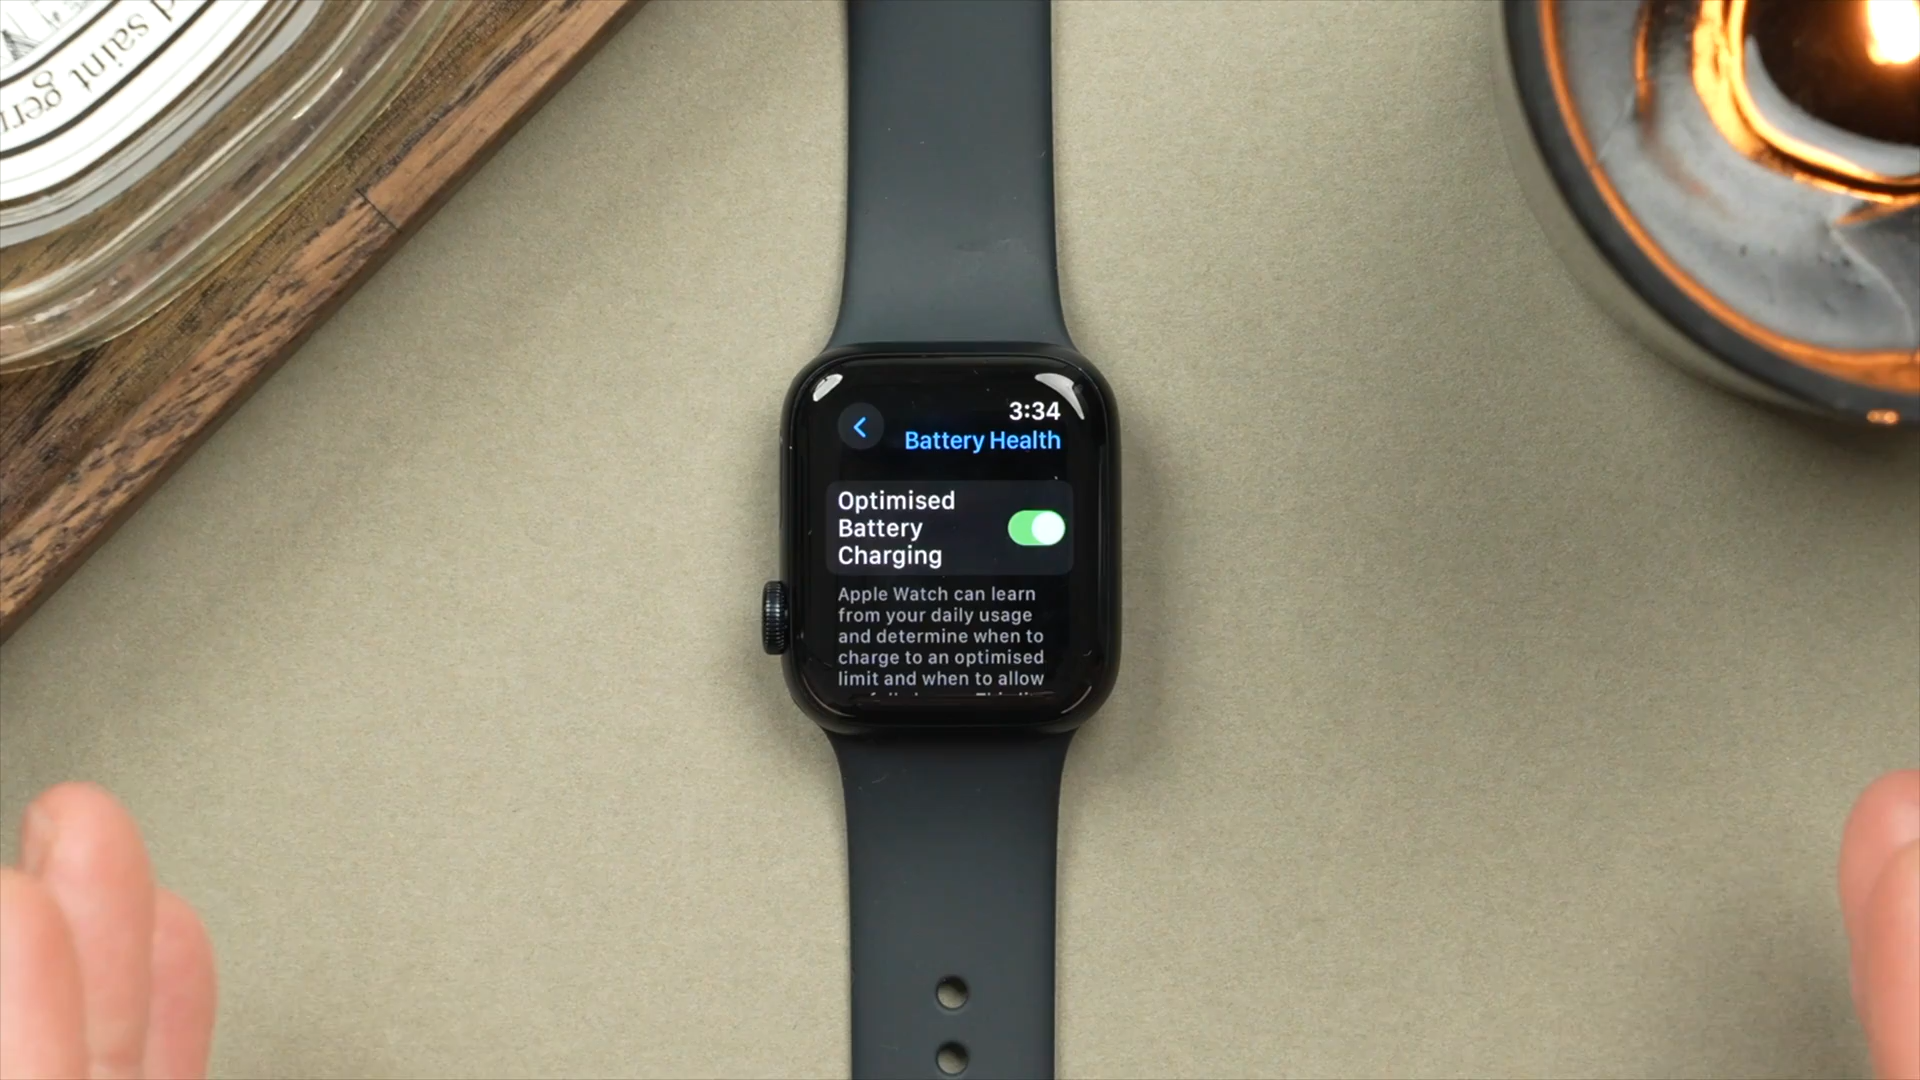 d saint ger
3:34
Battery Health
Optimised
Battery
Charging
Apple Watch can learn
from your daily usage
and determine when to
charge to an optimised
limit and when to allow